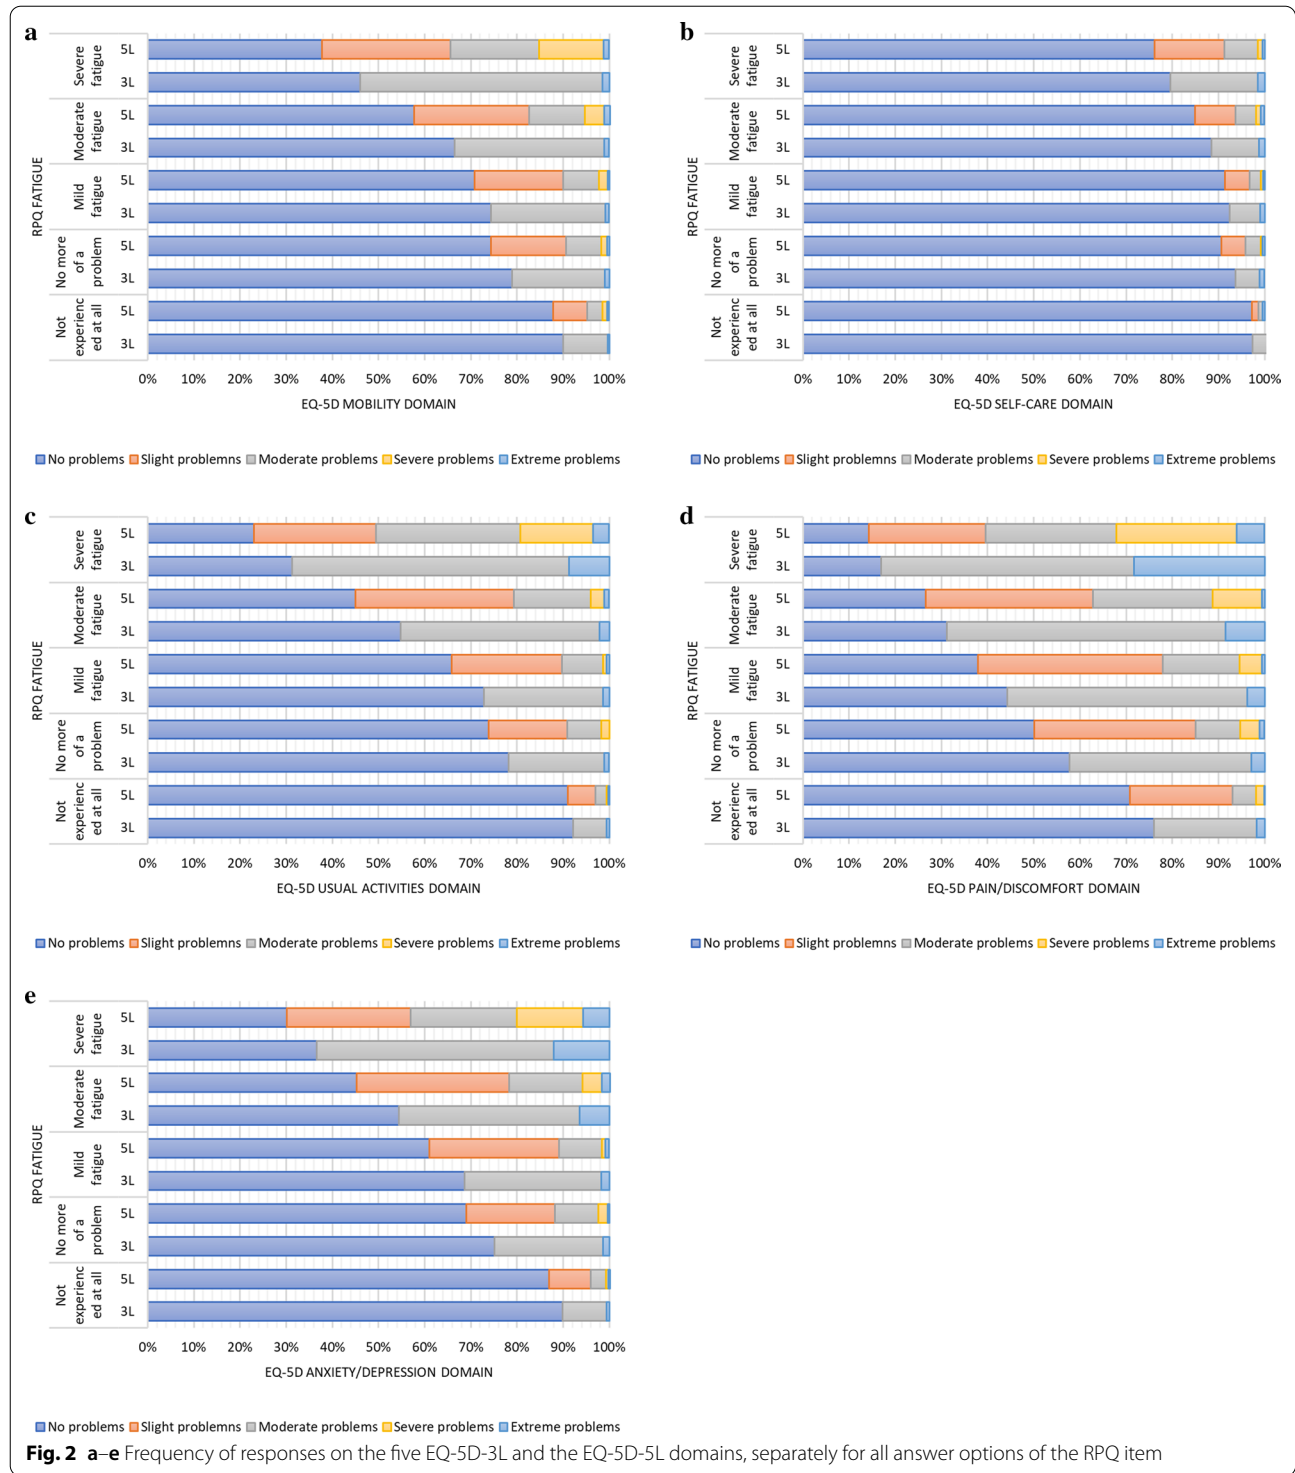 a
RPQ FATIGUE
Severe
fatigue
5L
3L
Moderate
fatigue
5L
3L
Mild
fatigue
5L
3L
No more
of a
problem
5L
3L
Not
experienc
ed at all
5L
3L
0% 10% 20% 30% 40% 50% 60% 70% 80% 90% 100%
EQ-5D MOBILITY DOMAIN
No problems Slight problemns Moderate problems Severe problems Extreme problems
b
RPQ FATIGUE
Severe
fatigue
5L
3L
Moderate
fatigue
5L
3L
Mild
fatigue
5L
3L
No more
of a
problem
5L
3L
Not
experienc
ed at all
5L
3L
0% 10% 20% 30% 40% 50% 60% 70% 80% 90% 100%
EQ-5D SELF-CARE DOMAIN
No problems Slight problemns Moderate problems Severe problems Extreme problems
c
RPQ FATIGUE
Severe
fatigue
5L
3L
Moderate
fatigue
5L
3L
Mild
fatigue
5L
3L
No more
of a
problem
5L
3L
Not
experienc
ed at all
5L
3L
0% 10% 20% 30% 40% 50% 60% 70% 80% 90% 100%
EQ-5D USUAL ACTIVITIES DOMAIN
No problems Slight problemns Moderate problems Severe problems Extreme problems
d
RPQ FATIGUE
Severe
fatigue
5L
3L
Moderate
fatigue
5L
3L
Mild
fatigue
5L
3L
No more
of a
problem
5L
3L
Not
experienc
ed at all
5L
3L
0% 10% 20% 30% 40% 50% 60% 70% 80% 90% 100%
EQ-5D PAIN/DISCOMFORT DOMAIN
No problems Slight problemns Moderate problems Severe problems Extreme problems
e
RPQ FATIGUE
Severe
fatigue
5L
3L
Moderate
fatigue
5L
3L
Mild
fatigue
5L
3L
No more
of a
problem
5L
3L
Not
experienc
ed at all
5L
3L
0% 10% 20% 30% 40% 50% 60% 70% 80% 90% 100%
EQ-5D ANXIETY/DEPRESSION DOMAIN
No problems Slight problemns Moderate problems Severe problems Extreme problems
Fig. 2 a–e Frequency of responses on the five EQ-5D-3L and the EQ-5D-5L domains, separately for all answer options of the RPQ item